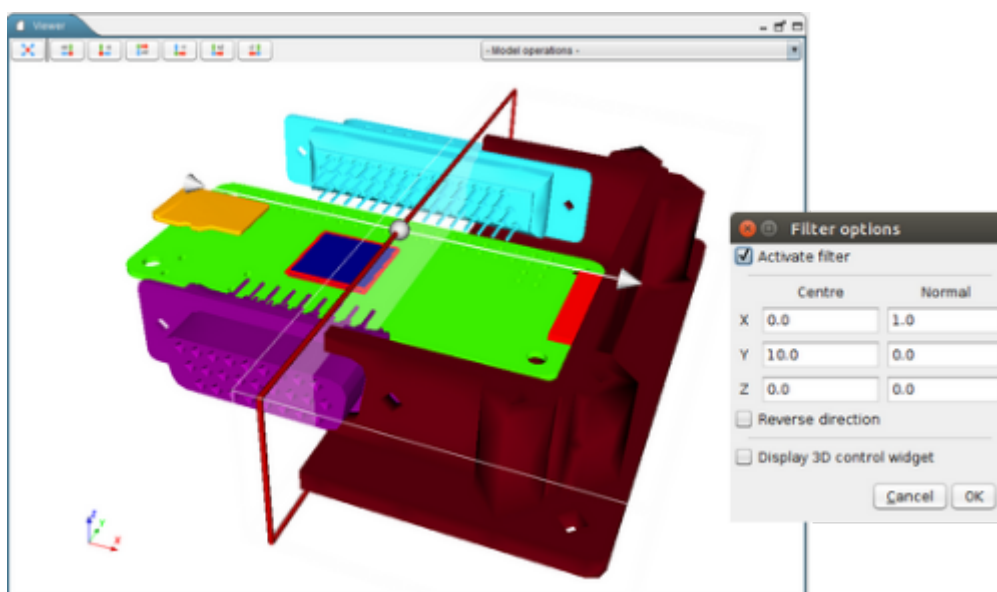 Viewer
- Model operations -
Z
Y
X
Filter options
Activate filter
Centre Normal
X 0.0 1.0
Y 10.0 0.0
Z 0.0 0.0
Reverse direction
Display 3D control widget
Cancel OK